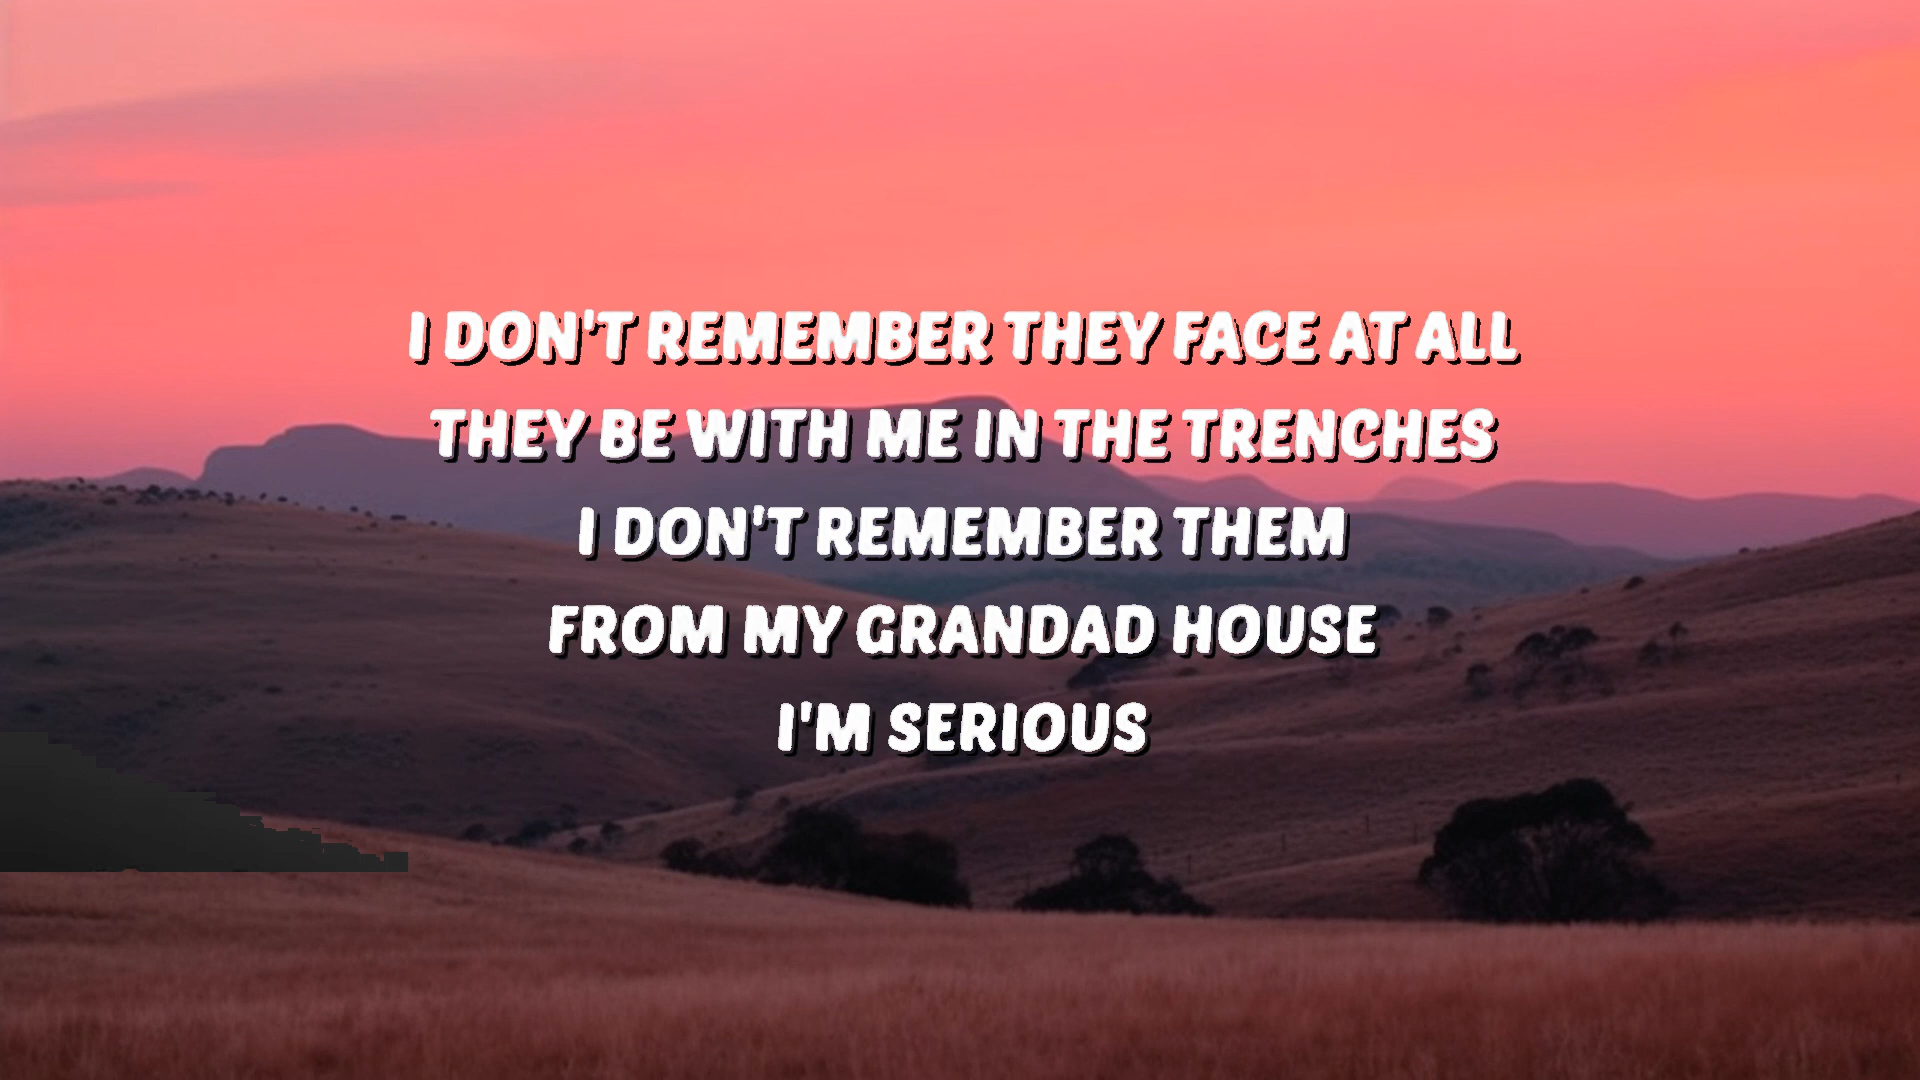 I DON'T REMEMBER THEY FACE AT ALL
THEY BE WITH ME IN THE TRENCHES
I DON'T REMEMBER THEM
FROM MY GRANDAD HOUSE
I'M SERIOUS